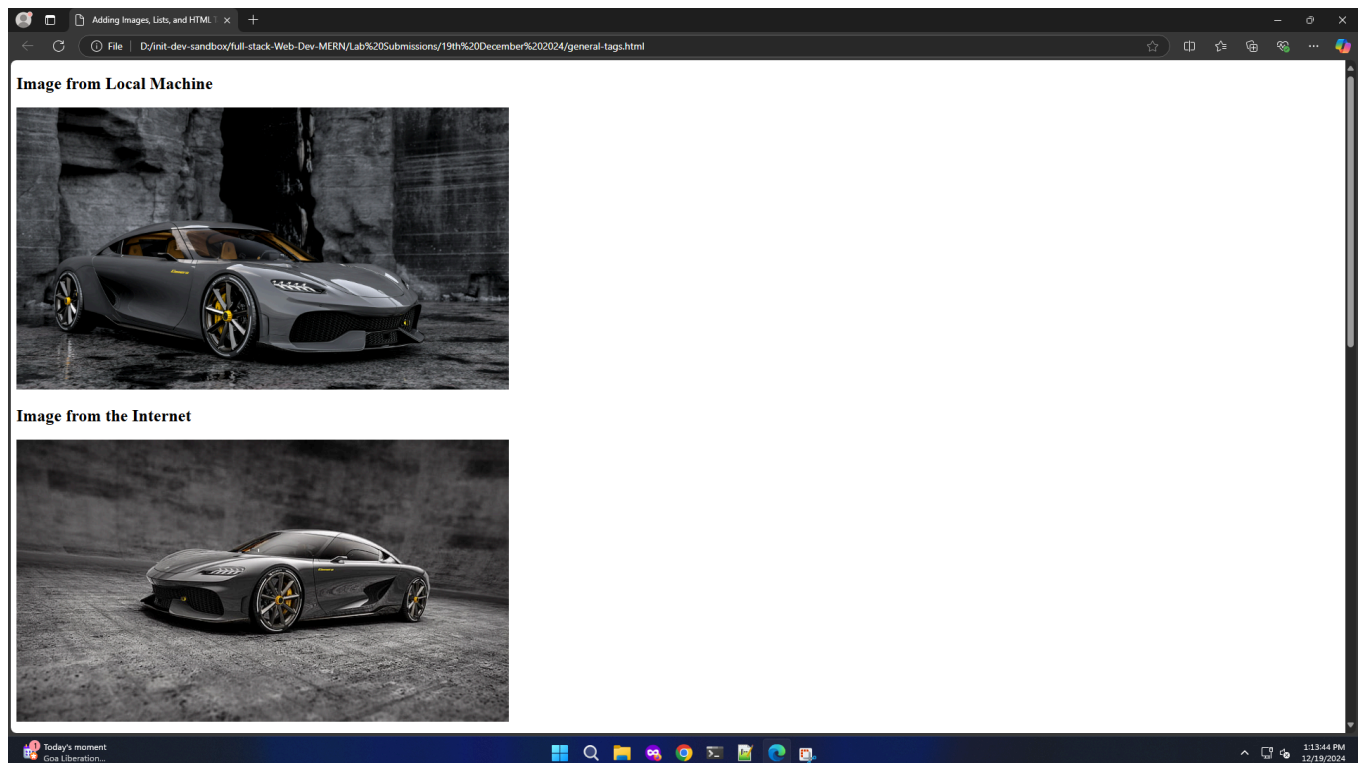 Adding Images, Lists, and HTML T
File
D:/init-dev-sandbox/full-stack-Web-Dev-MERN/Lab%20Submissions/19th%20December%202024/general-tags.html
Image from Local Machine
Image from the Internet
1
Today's moment
Goa Liberation...
1:13:44 PM
12/19/2024